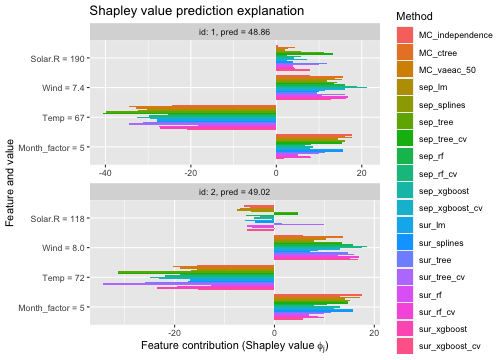 Shapley value prediction explanation
id: 1, pred = 48.86
Solar.R = 190
Wind = 7.4
Temp = 67
Month_factor = 5
-40
-20
0
20
id: 2, pred = 49.02
Solar.R = 118
Wind = 8.0
Temp = 72
Month_factor = 5
-20
0
20
Feature contribution (Shapley value ϕj)
Feature and value
Method
MC_independence
MC_ctree
MC_vaeac_50
sep_lm
sep_splines
sep_tree
sep_tree_cv
sep_rf
sep_rf_cv
sep_xgboost
sep_xgboost_cv
sur_lm
sur_splines
sur_tree
sur_tree_cv
sur_rf
sur_rf_cv
sur_xgboost
sur_xgboost_cv